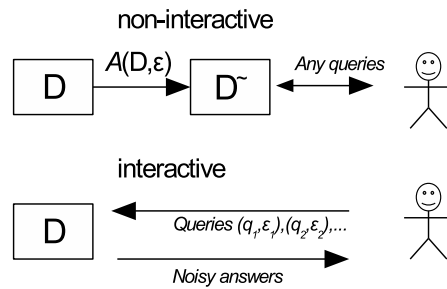 non-interactive
A(D,ε)
D
D~
Any queries
interactive
D
Queries (q₁,ε₁),(q₂,ε₂),...
Noisy answers